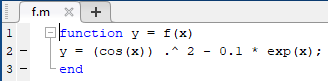 f.m × +
1 function y = f(x)
2 - y = (cos(x)) .^ 2 - 0.1 * exp(x);
3 - end